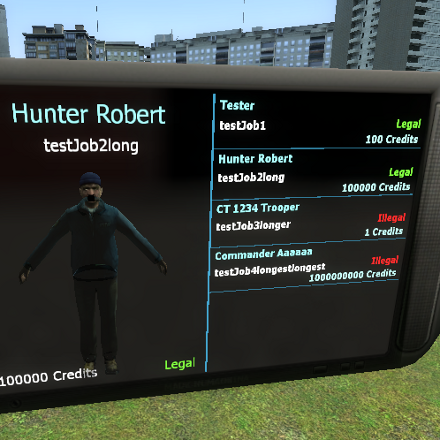 Hunter Robert
testJob2long
100000 Credits
Legal
Tester
testJob1
Legal
100 Credits
Hunter Robert
testJob2long
Legal
100000 Credits
CT 1234 Trooper
testJob3longer
Illegal
1 Credits
Commander Aaaaaa
testJob4longestlongest
Illegal
1000000000 Credits